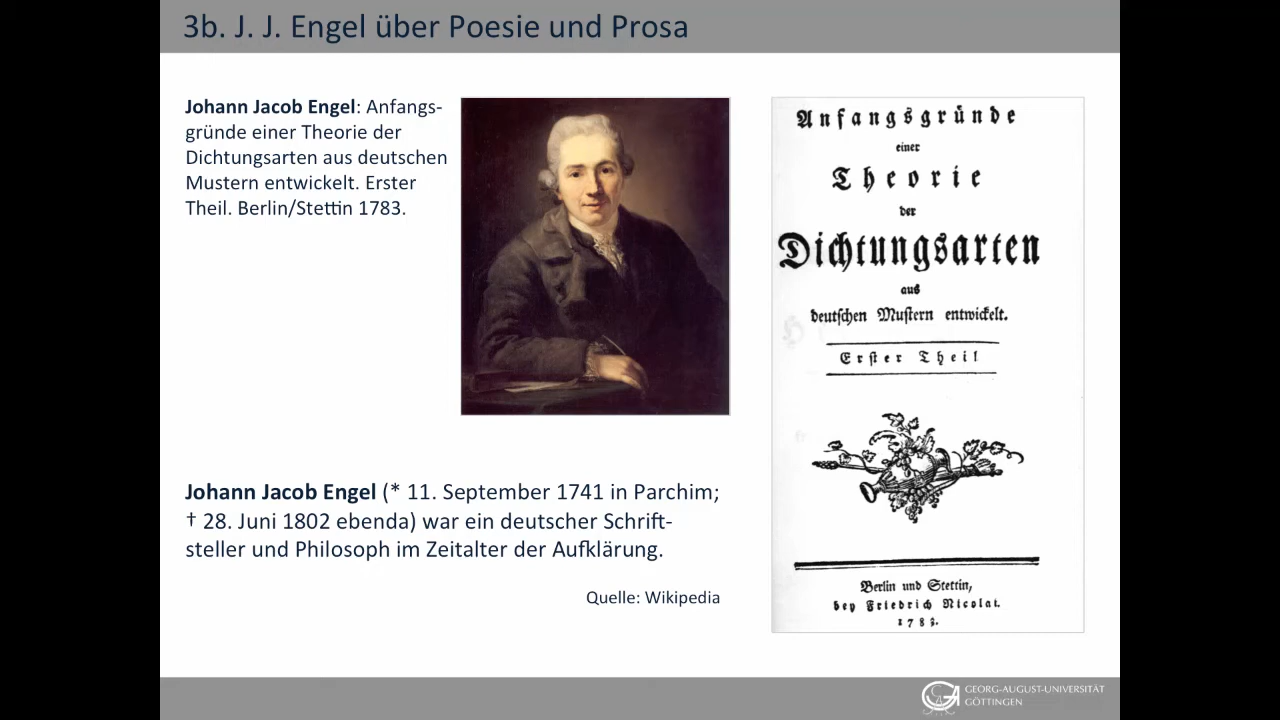 3b. J. J. Engel über Poesie und Prosa
Johann Jacob Engel: Anfangs-
gründe einer Theorie der
Dichtungsarten aus deutschen
Mustern entwickelt. Erster
Theil. Berlin/Stettin 1783.
Anfangsgründe
einer
Theorie
der
Dichtungsarten
aus
deutschen Mustern entwickelt.
Erster Theil
Berlin und Stettin,
bey Friedrich Nicolai.
1783.
Johann Jacob Engel (* 11. September 1741 in Parchim;
† 28. Juni 1802 ebenda) war ein deutscher Schrift-
steller und Philosoph im Zeitalter der Aufklärung.
Quelle: Wikipedia
GEORG-AUGUST-UNIVERSITÄT
GÖTTINGEN